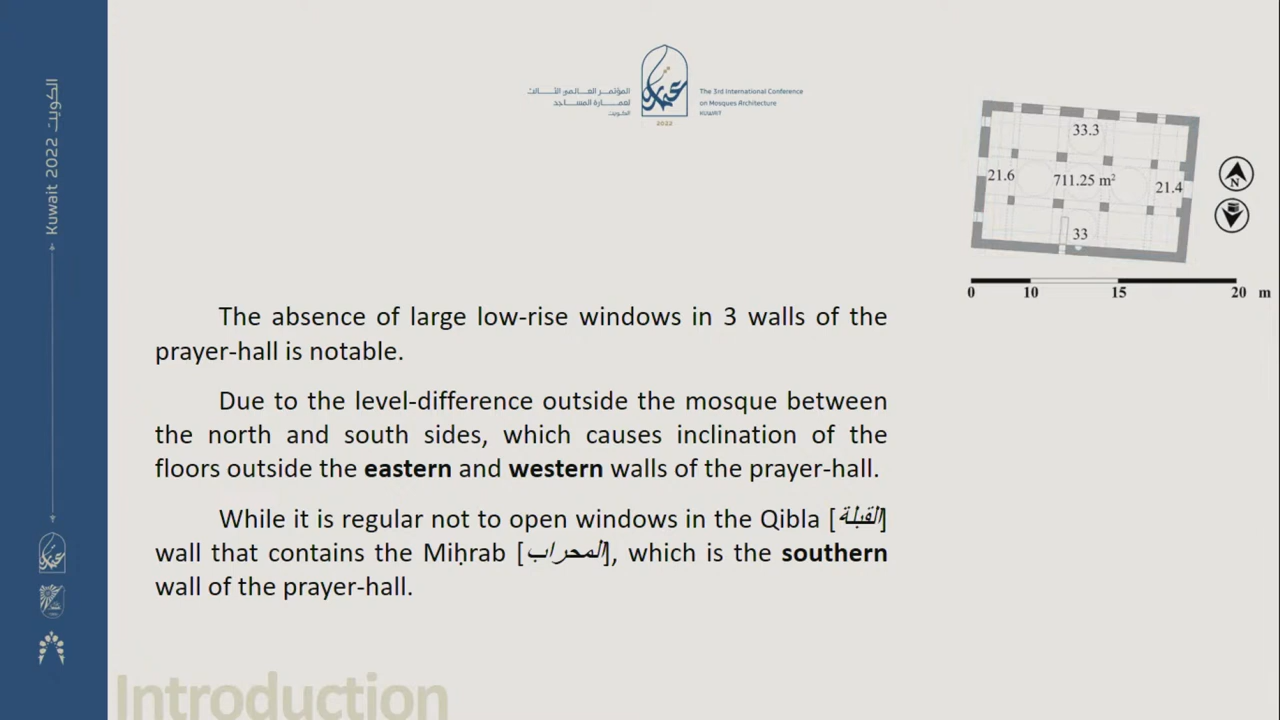 الكويت Kuwait 2022
المؤتمر العالمي الثالث
لعمارة المساجد
الكويت
2022
The 3rd International Conference
on Mosques Architecture
KUWAIT
33.3
21.6
711.25 m²
21.4
33
N
0 10 15 20 m
The absence of large low-rise windows in 3 walls of the
prayer-hall is notable.
Due to the level-difference outside the mosque between
the north and south sides, which causes inclination of the
floors outside the eastern and western walls of the prayer-hall.
While it is regular not to open windows in the Qibla [القبلة]
wall that contains the Miḥrab [المحراب], which is the southern
wall of the prayer-hall.
Introduction